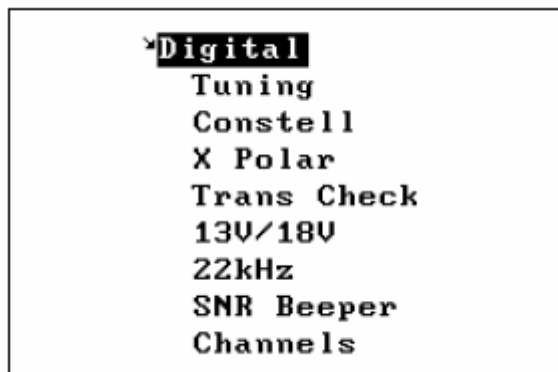 Digital
Tuning
Constell
X Polar
Trans Check
13V/18V
22kHz
SNR Beeper
Channels